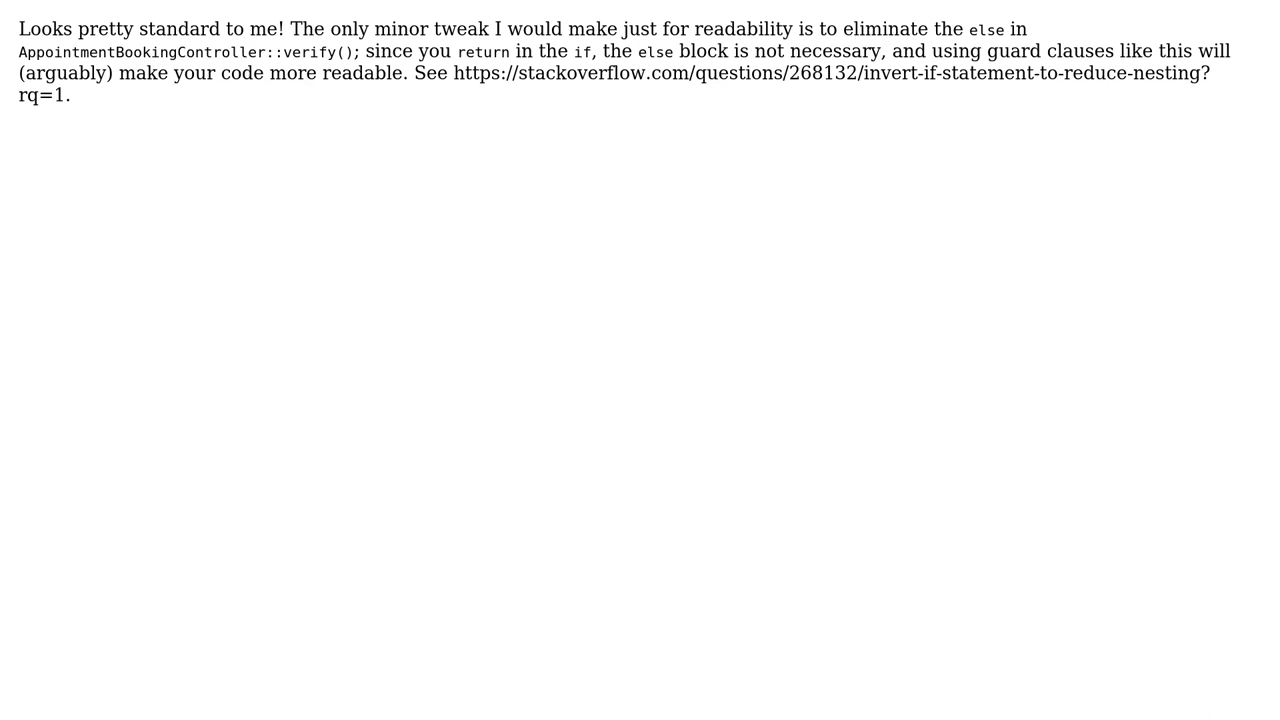 Looks pretty standard to me! The only minor tweak I would make just for readability is to eliminate the else in
AppointmentBookingController::verify(); since you return in the if, the else block is not necessary, and using guard clauses like this will
(arguably) make your code more readable. See https://stackoverflow.com/questions/268132/invert-if-statement-to-reduce-nesting?
rq=1.